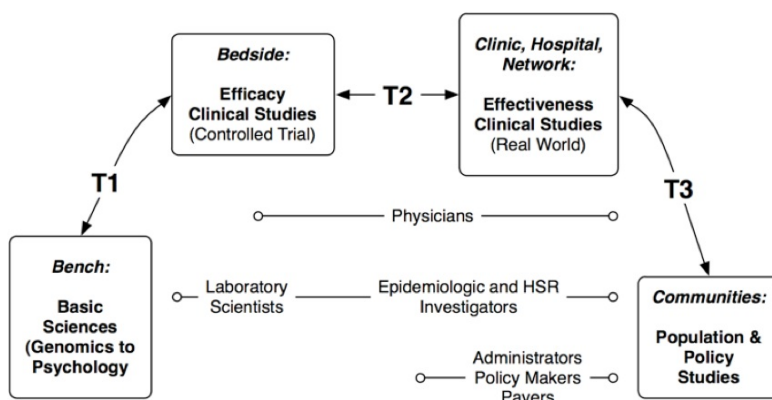 Bedside:
Efficacy
Clinical Studies
(Controlled Trial)
T2
Clinic, Hospital,
Network:
Effectiveness
Clinical Studies
(Real World)
T1
T3
Physicians
Bench:
Basic
Sciences
(Genomics to
Psychology
Laboratory
Scientists
Epidemiologic and HSR
Investigators
Communities:
Population &
Policy
Studies
Administrators
Policy Makers
Payers